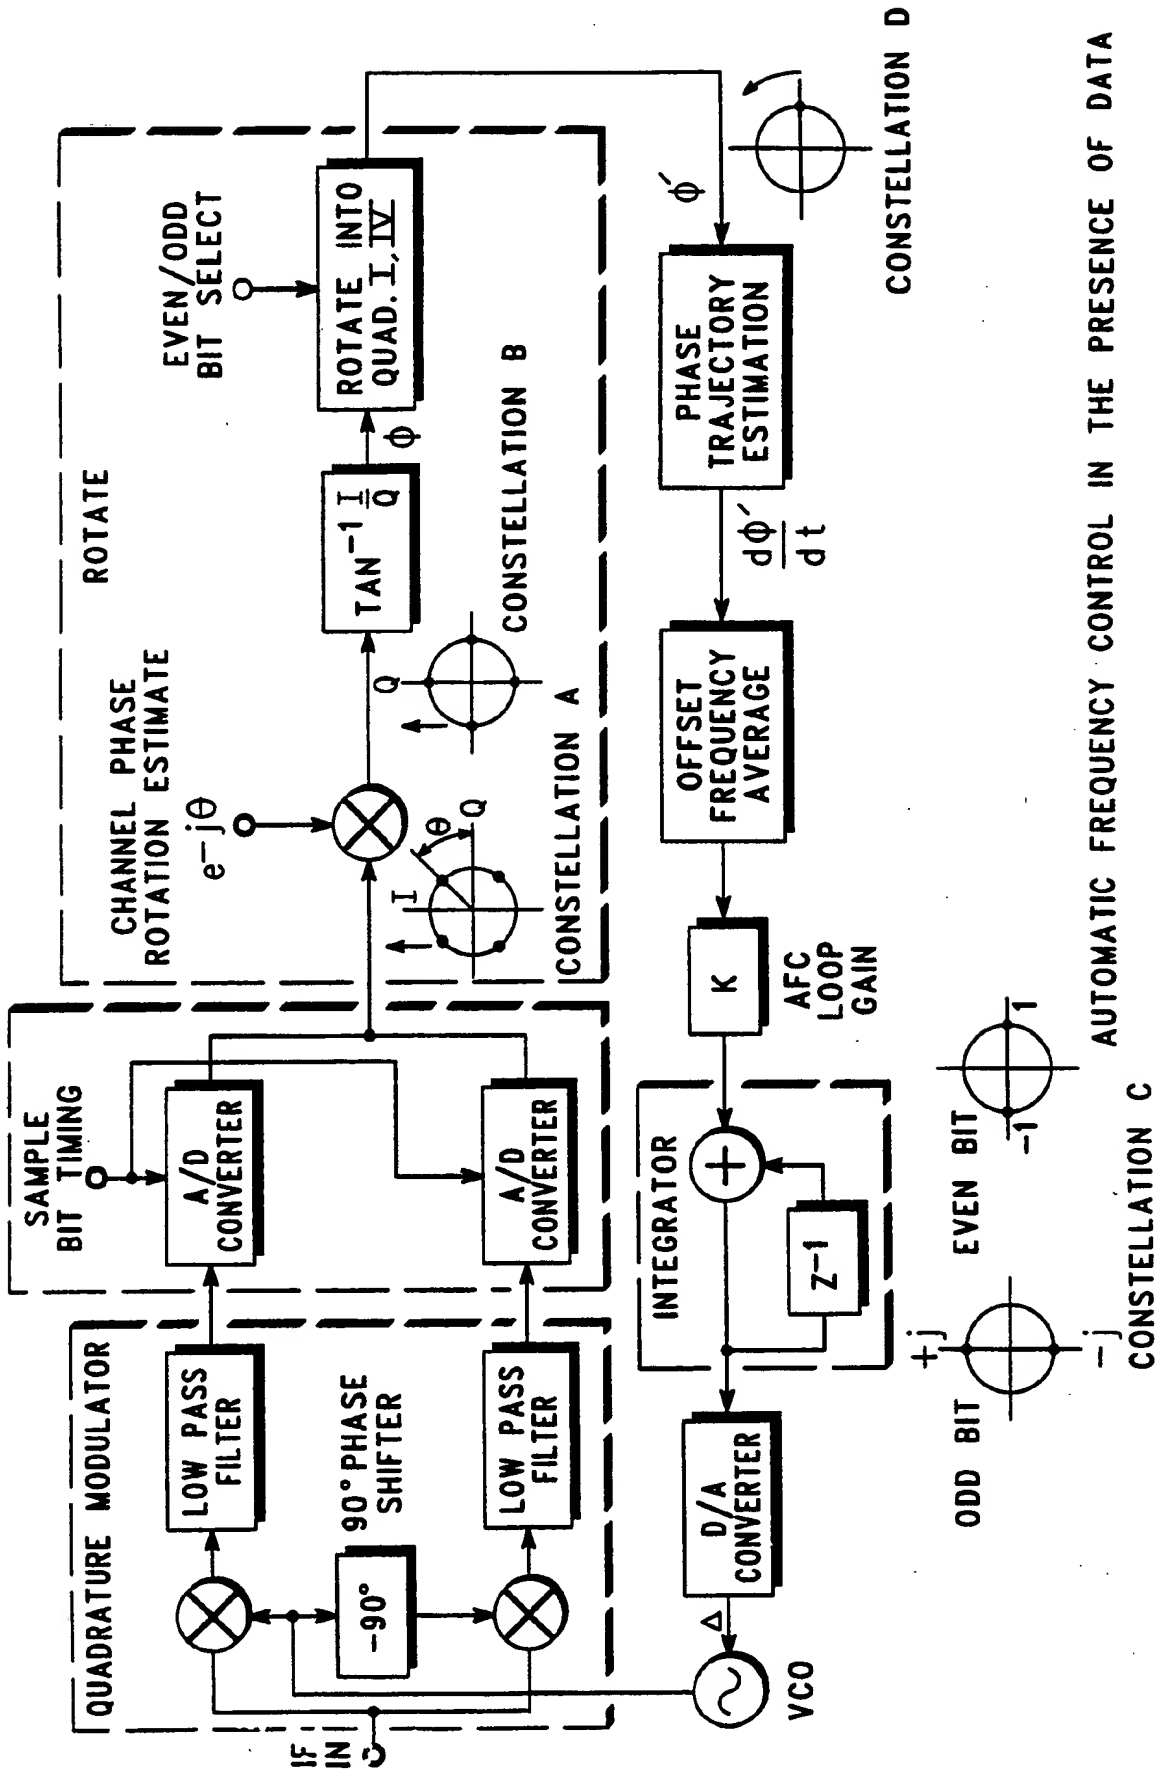 QUADRATURE MODULATOR
IF
IN
LOW PASS
FILTER
90° PHASE
SHIFTER
-90°
LOW PASS
FILTER
SAMPLE
BIT TIMING
A/D
CONVERTER
A/D
CONVERTER
ROTATE
CHANNEL PHASE
ROTATION ESTIMATE
e-jθ
I
θ
Q
CONSTELLATION A
Q
CONSTELLATION B
TAN-1 I/Q
ϕ
EVEN/ODD
BIT SELECT
ROTATE INTO
QUAD. I, IV
ϕ′
CONSTELLATION D
PHASE
TRAJECTORY
ESTIMATION
dϕ′
dt
OFFSET
FREQUENCY
AVERAGE
K
AFC
LOOP
GAIN
INTEGRATOR
+
Z-1
D/A
CONVERTER
Δ
VCO
ODD BIT
+j
-j
EVEN BIT
-1
1
CONSTELLATION C
AUTOMATIC FREQUENCY CONTROL IN THE PRESENCE OF DATA